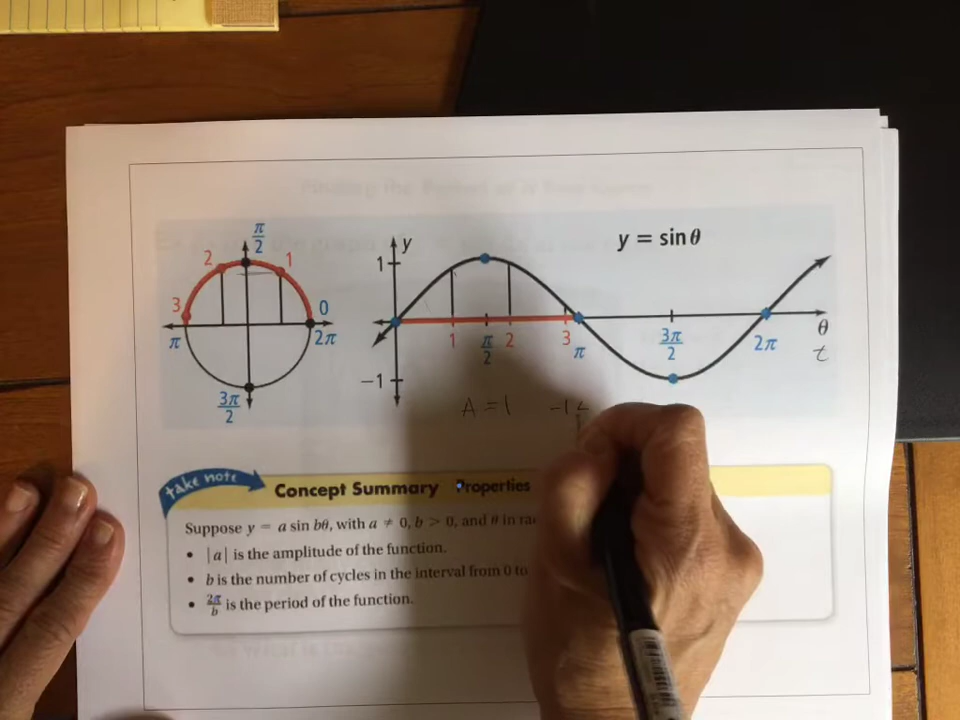 y = sin θ
y
1
-1
π/2
2
1
3
0
π
2π
3π/2
1 π/2 2 3 π 3π/2 2π θ
t
A = 1 -1 ≤
take note
Concept Summary Properties
Suppose y = a sin bθ, with a ≠ 0, b > 0, and θ in
• |a| is the amplitude of the function.
• b is the number of cycles in the interval from 0 to
• 2π/b is the period of the function.